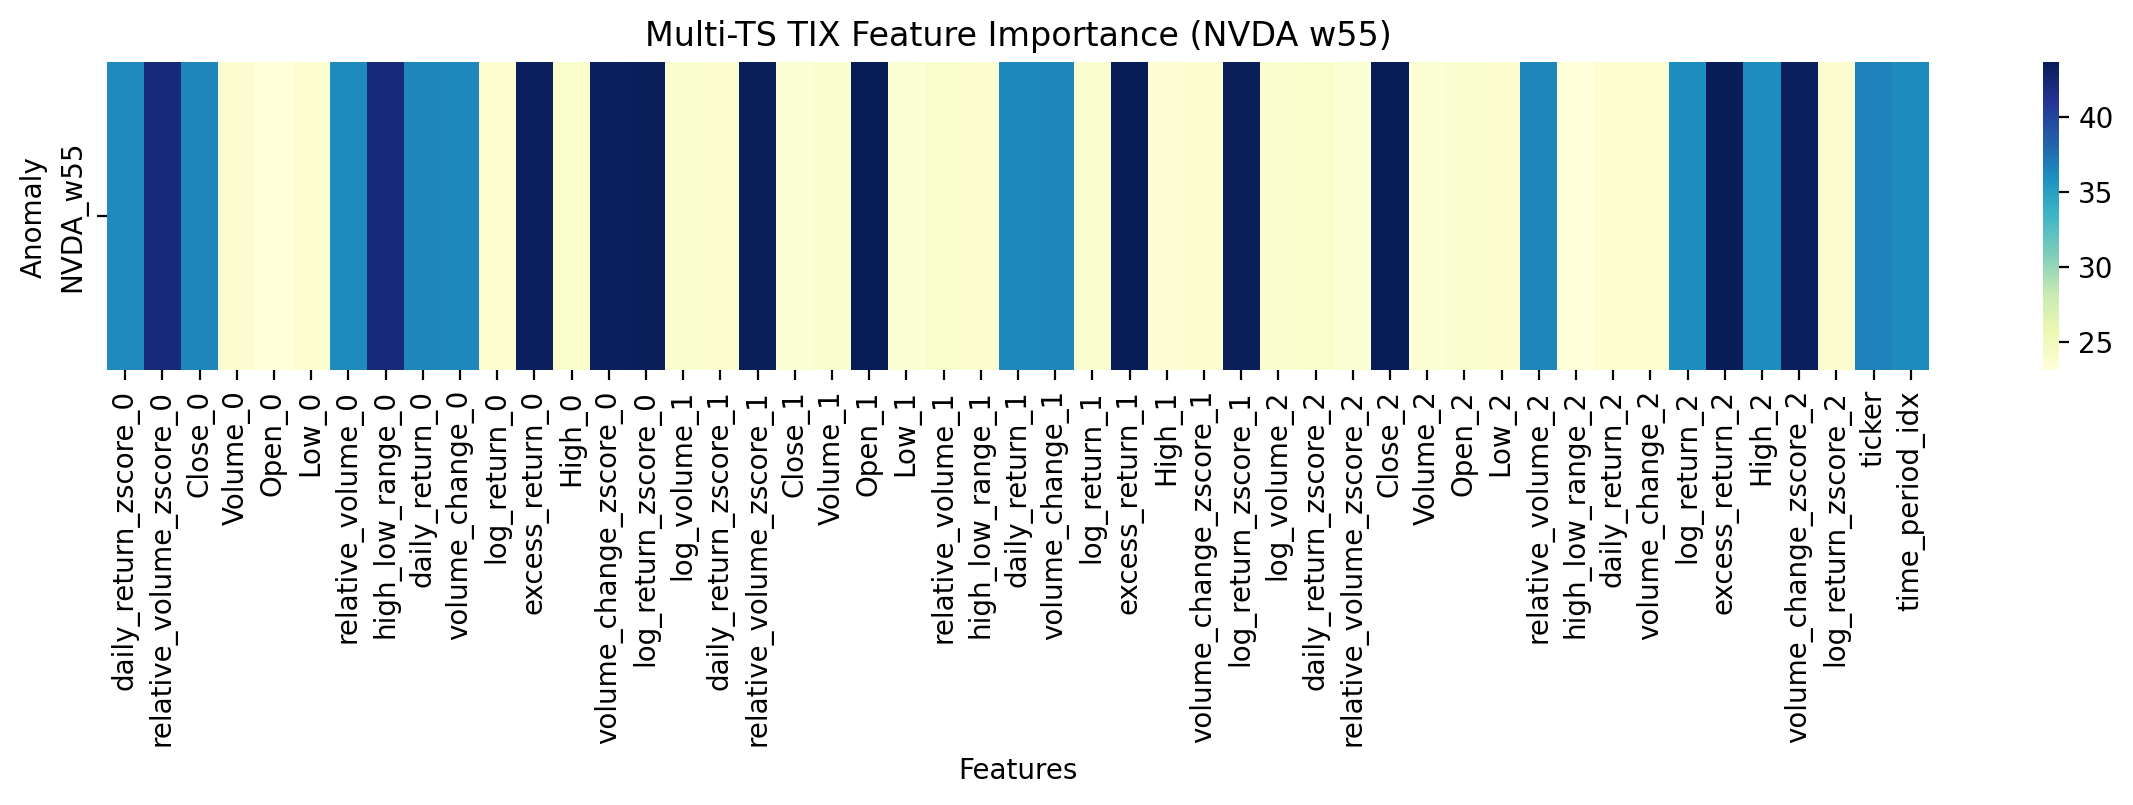 Multi-TS TIX Feature Importance (NVDA w55)
Anomaly
NVDA_w55
40
35
30
25
daily_return_zscore_0
relative_volume_zscore_0
Close_0
Volume_0
Open_0
Low_0
relative_volume_0
high_low_range_0
daily_return_0
volume_change_0
log_return_0
excess_return_0
High_0
volume_change_zscore_0
log_return_zscore_0
log_volume_1
daily_return_zscore_1
relative_volume_zscore_1
Close_1
Volume_1
Open_1
Low_1
relative_volume_1
high_low_range_1
daily_return_1
volume_change_1
log_return_1
excess_return_1
High_1
volume_change_zscore_1
log_return_zscore_1
log_volume_2
daily_return_zscore_2
relative_volume_zscore_2
Close_2
Volume_2
Open_2
Low_2
relative_volume_2
high_low_range_2
daily_return_2
volume_change_2
log_return_2
excess_return_2
High_2
volume_change_zscore_2
log_return_zscore_2
ticker
time_period_idx
Features